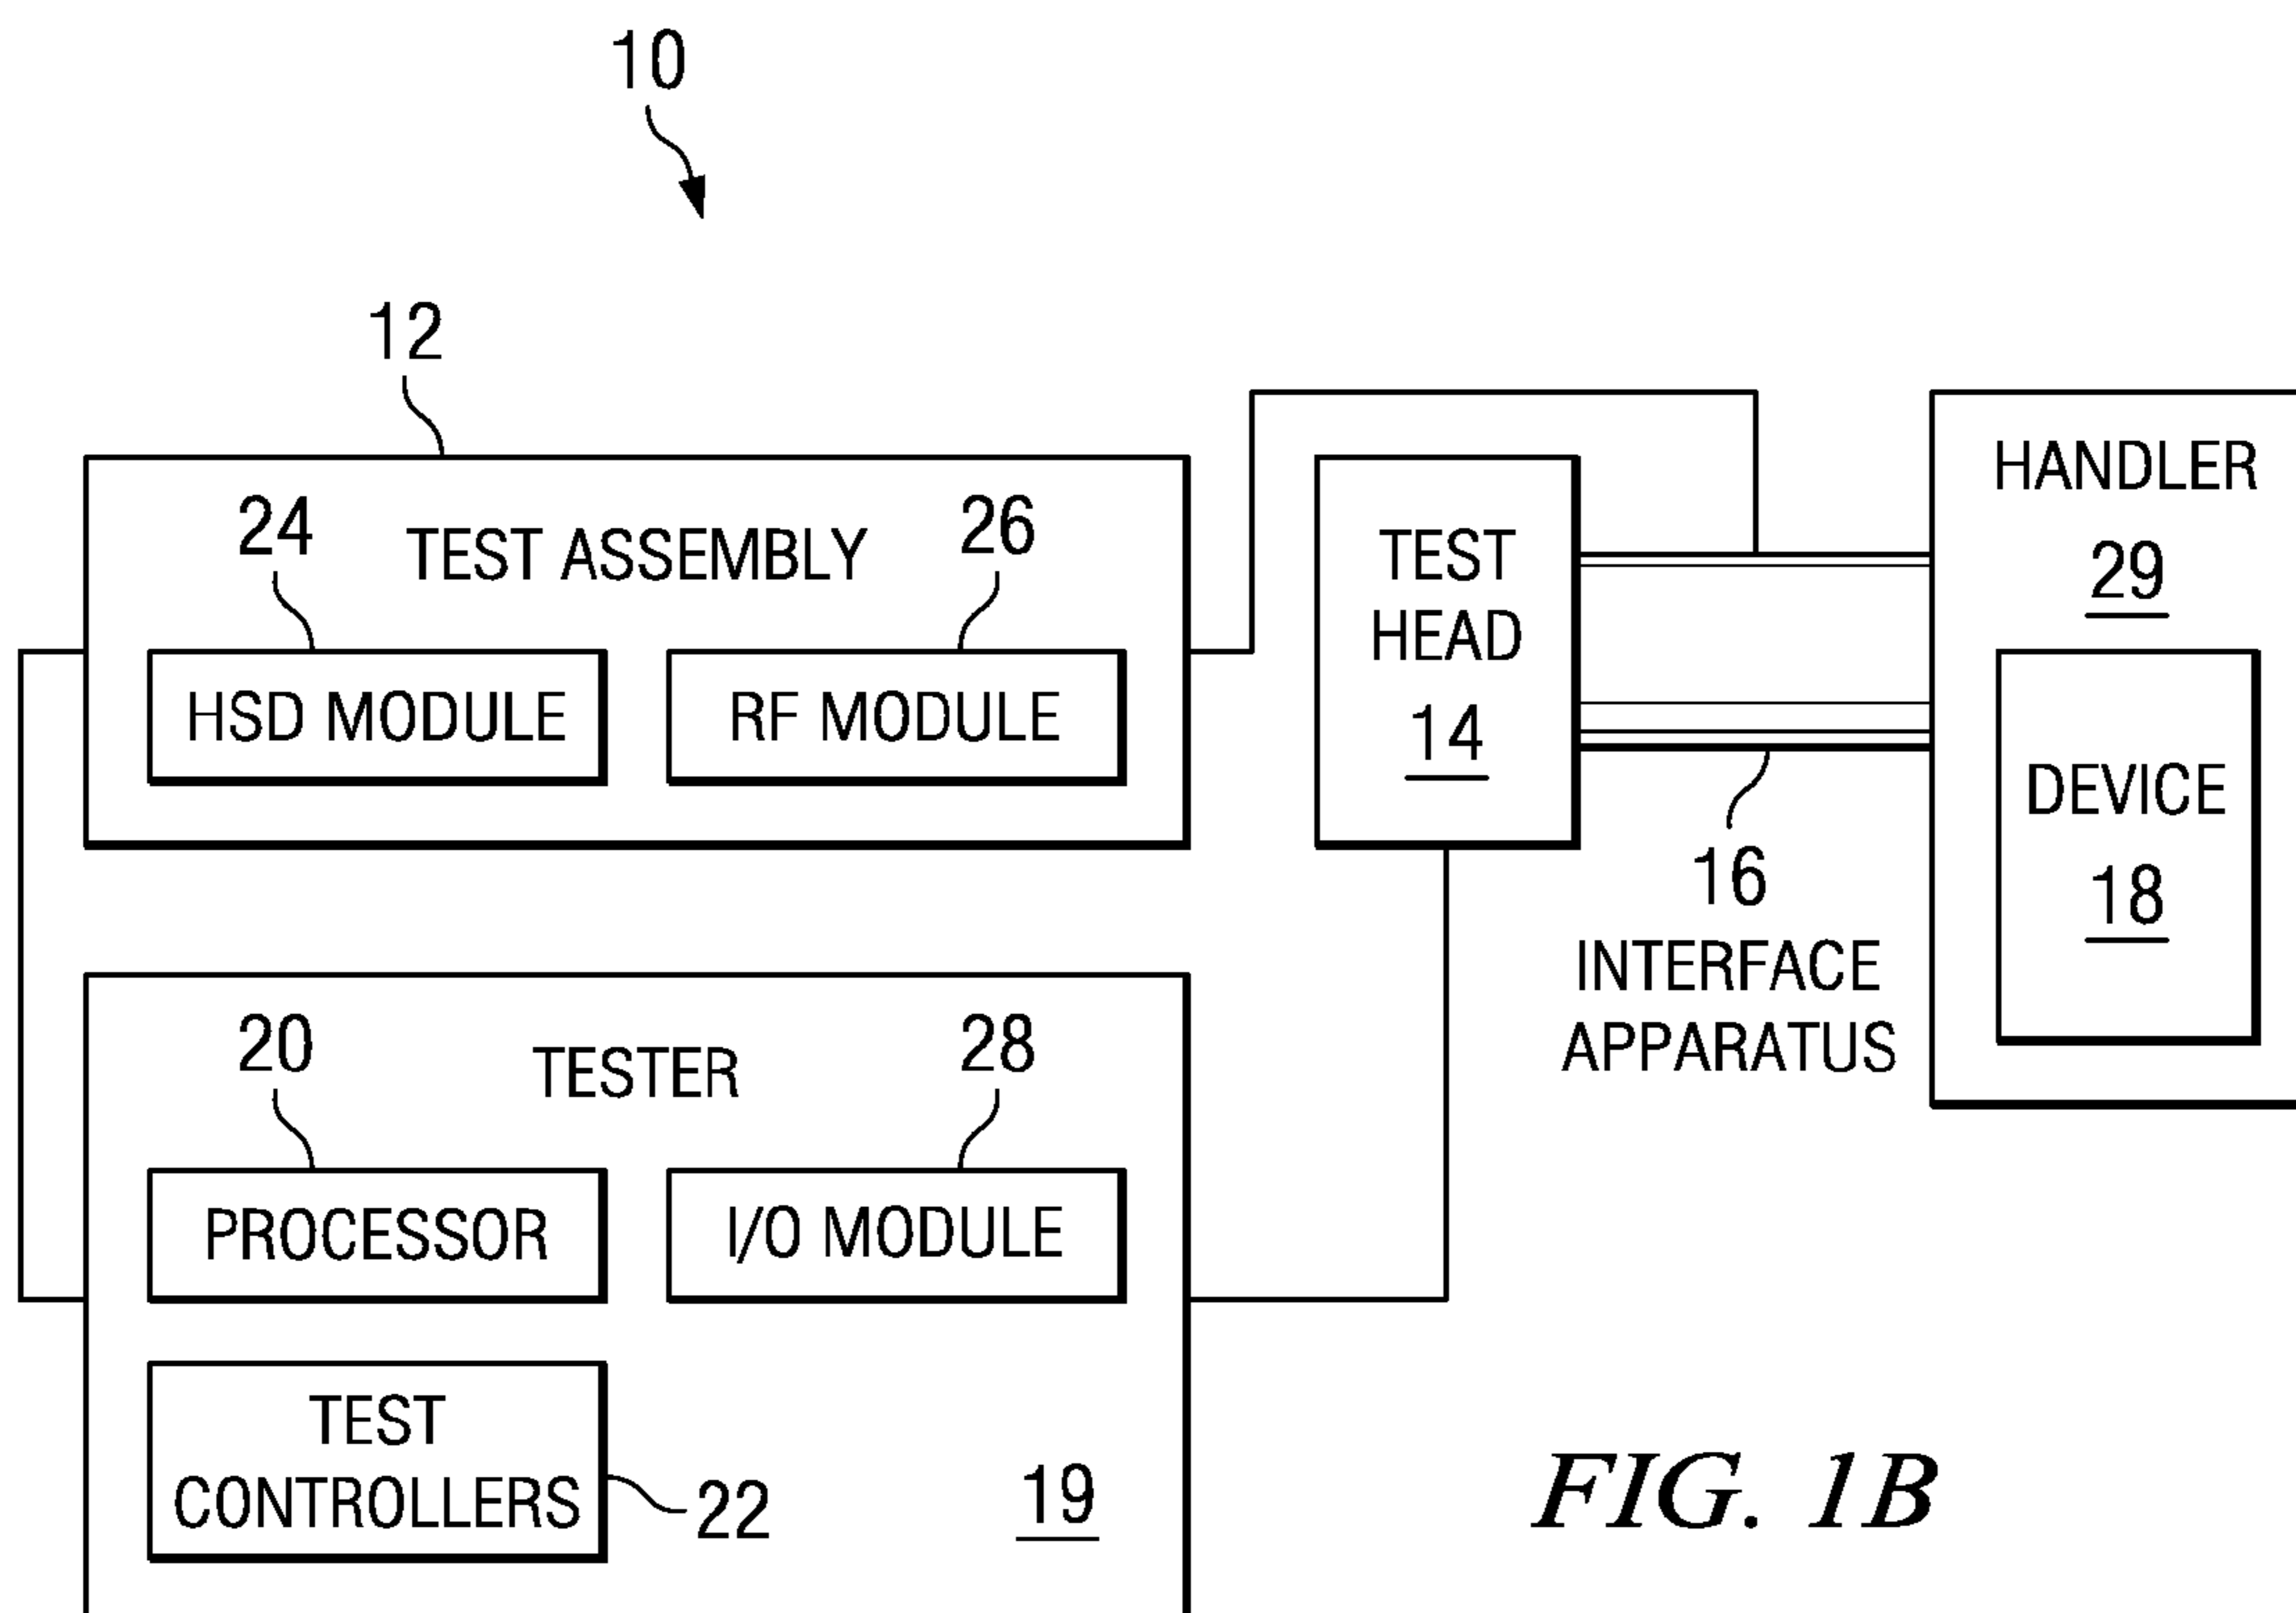 10
12
24
TEST ASSEMBLY
26
HSD MODULE
RF MODULE
TEST
HEAD
14
HANDLER
29
DEVICE
18
16
INTERFACE
APPARATUS
20
TESTER
28
PROCESSOR
I/O MODULE
TEST
CONTROLLERS
22
19
FIG. 1B